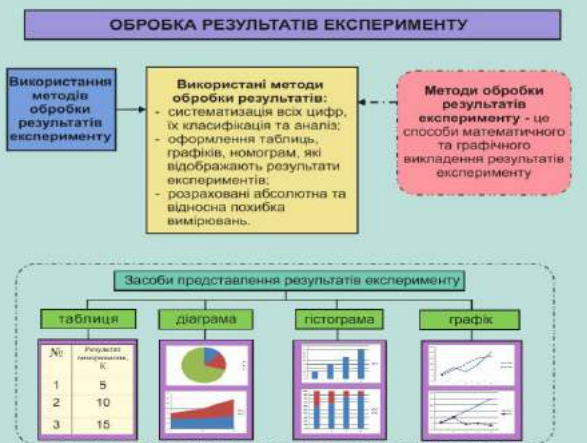 ОБРОБКА РЕЗУЛЬТАТІВ ЕКСПЕРИМЕНТУ
Використання
методів
обробки
результатів
експерименту
Використані методи
обробки результатів:
- систематизація всіх цифр,
їх класифікація та аналіз;
- оформлення таблиць,
графіків, номограм, які
відображають результати
експериментів;
- розраховані абсолютна та
відносна похибка
вимірювань.
Методи обробки
результатів
експерименту - це
способи математичного
та графічного
викладення результатів
експерименту
Засоби представлення результатів експерименту
таблиця
діаграма
гістограма
графік
№ Результат
вимірювання,
К
1 5
2 10
3 15